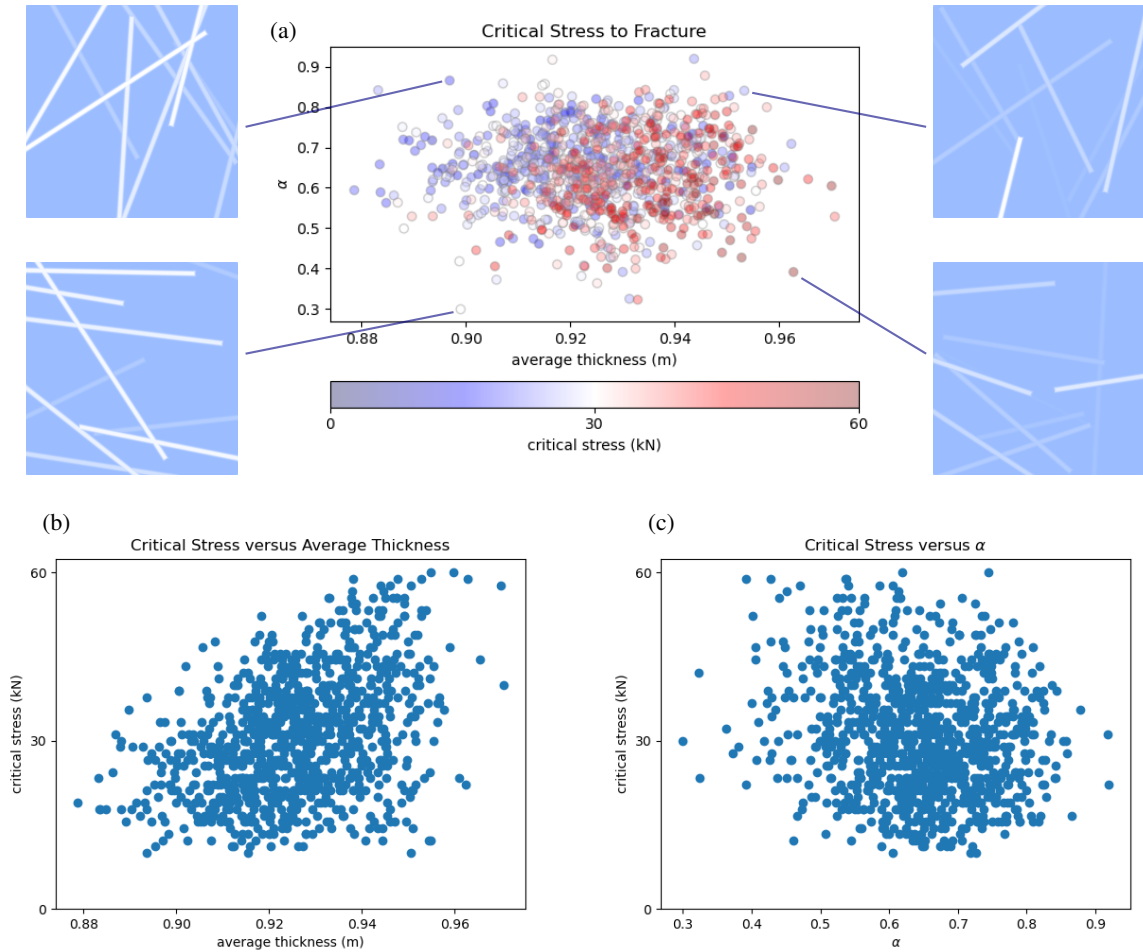 (a)
Critical Stress to Fracture
0.9
0.8
0.7
0.6
0.5
0.4
0.3
α
0.88 0.90 0.92 0.94 0.96
average thickness (m)
0 30 60
critical stress (kN)
(b)
Critical Stress versus Average Thickness
60
30
0
critical stress (kN)
0.88 0.90 0.92 0.94 0.96
average thickness (m)
(c)
Critical Stress versus α
60
30
0
critical stress (kN)
0.3 0.4 0.5 0.6 0.7 0.8 0.9
α